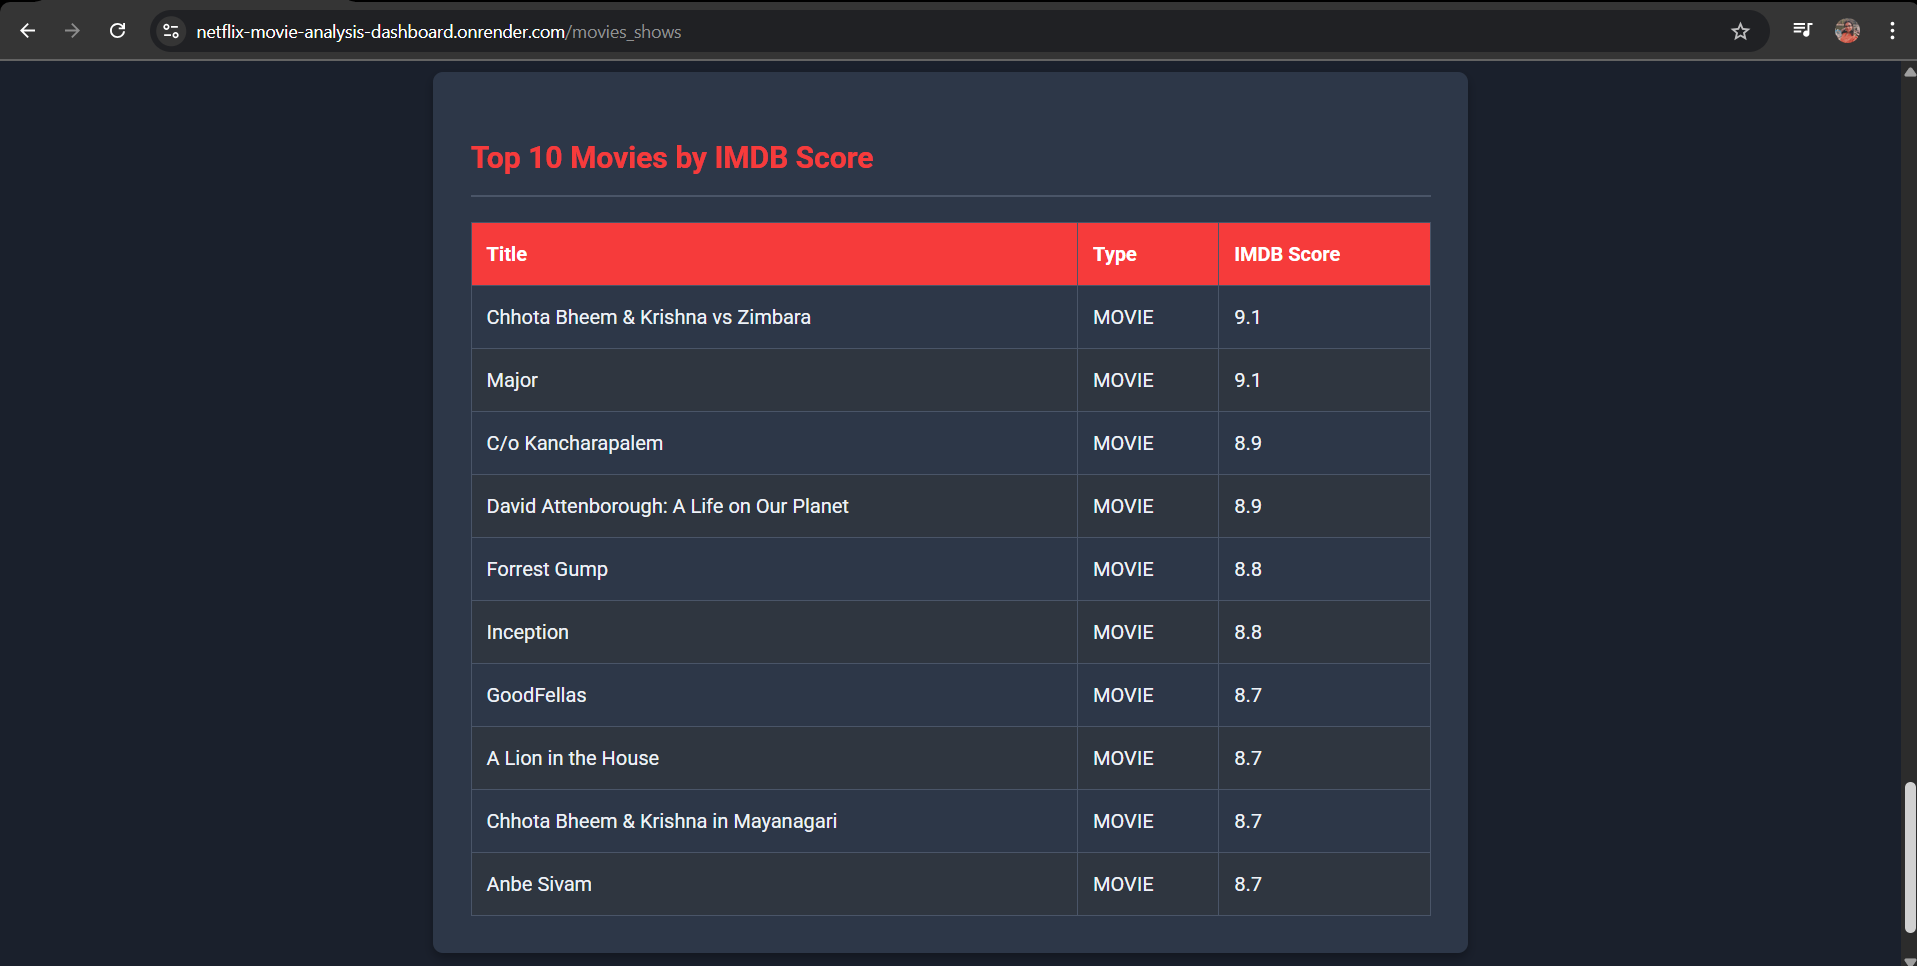 netflix-movie-analysis-dashboard.onrender.com/movies_shows
Top 10 Movies by IMDB Score
Title Type IMDB Score
Chhota Bheem & Krishna vs Zimbara MOVIE 9.1
Major MOVIE 9.1
C/o Kancharapalem MOVIE 8.9
David Attenborough: A Life on Our Planet MOVIE 8.9
Forrest Gump MOVIE 8.8
Inception MOVIE 8.8
GoodFellas MOVIE 8.7
A Lion in the House MOVIE 8.7
Chhota Bheem & Krishna in Mayanagari MOVIE 8.7
Anbe Sivam MOVIE 8.7